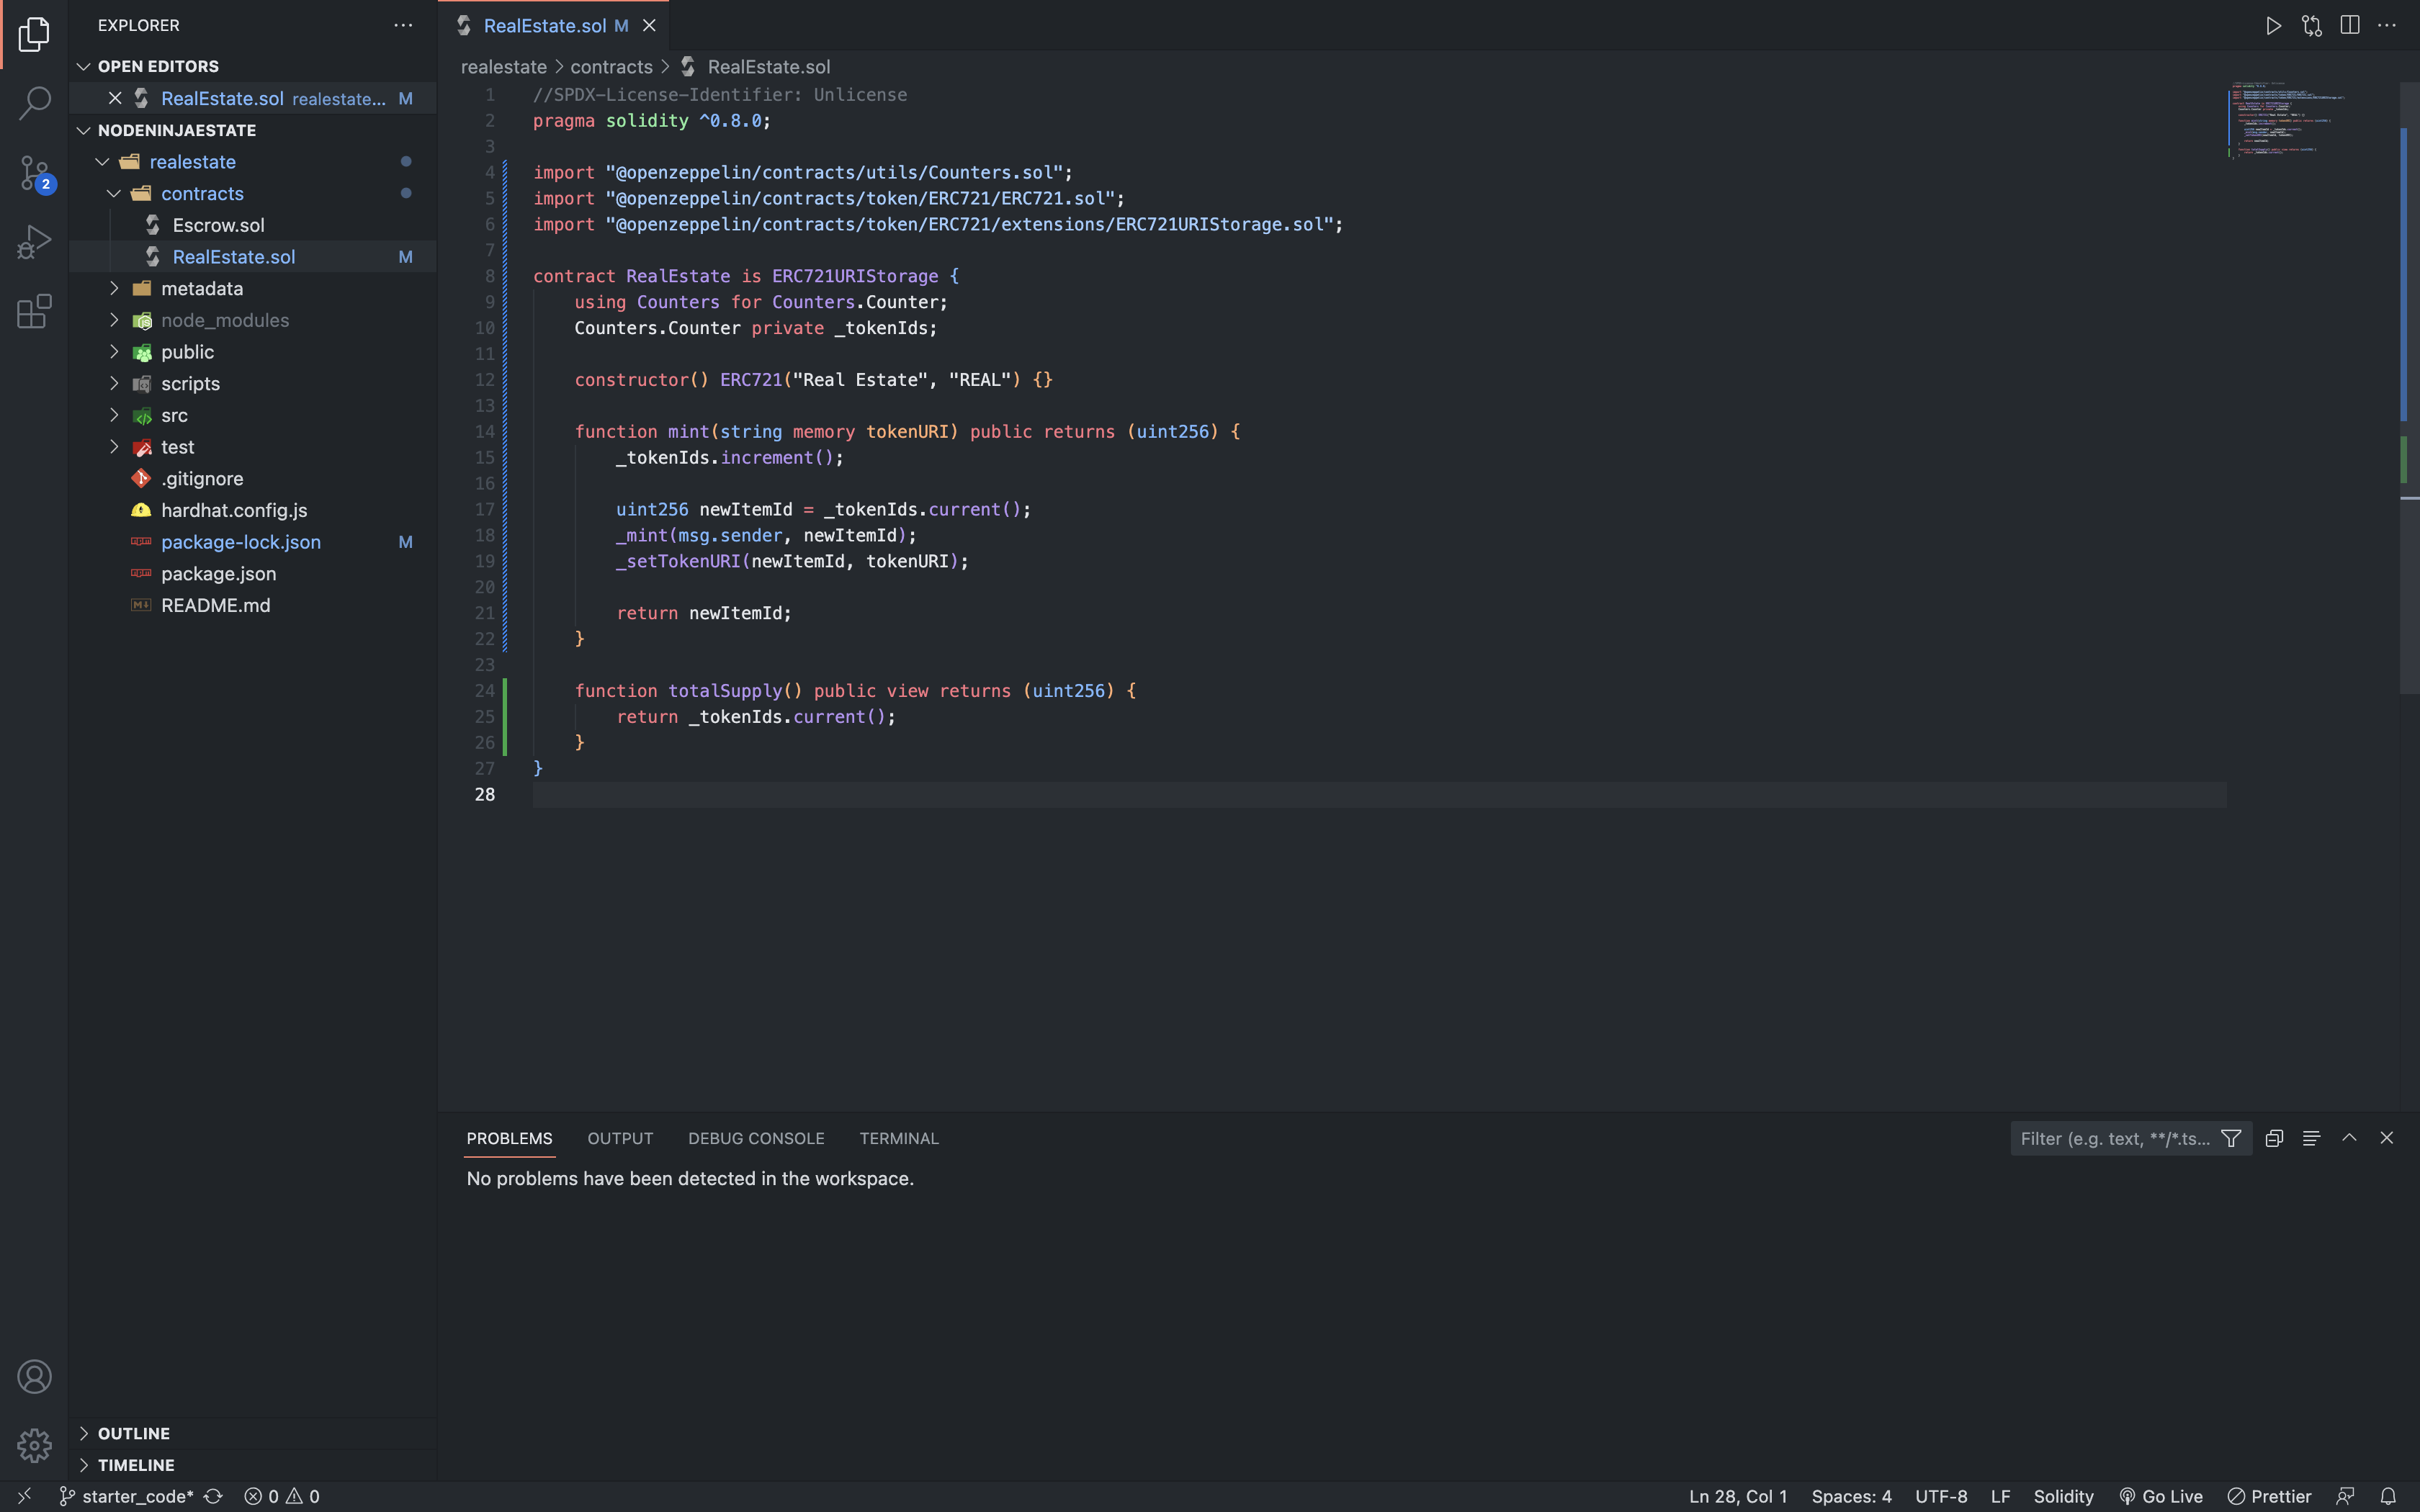 EXPLORER
OPEN EDITORS
RealEstate.sol realestate... M
NODENINJAESTATE
realestate
contracts
Escrow.sol
RealEstate.sol M
metadata
node_modules
public
scripts
src
test
.gitignore
hardhat.config.js
package-lock.json M
package.json
README.md
OUTLINE
TIMELINE
2
RealEstate.sol M
realestate > contracts > RealEstate.sol
1 //SPDX-License-Identifier: Unlicense
2 pragma solidity ^0.8.0;
3
4 import "@openzeppelin/contracts/utils/Counters.sol";
5 import "@openzeppelin/contracts/token/ERC721/ERC721.sol";
6 import "@openzeppelin/contracts/token/ERC721/extensions/ERC721URIStorage.sol";
7
8 contract RealEstate is ERC721URIStorage {
9 using Counters for Counters.Counter;
10 Counters.Counter private _tokenIds;
11
12 constructor() ERC721("Real Estate", "REAL") {}
13
14 function mint(string memory tokenURI) public returns (uint256) {
15 _tokenIds.increment();
16
17 uint256 newItemId = _tokenIds.current();
18 _mint(msg.sender, newItemId);
19 _setTokenURI(newItemId, tokenURI);
20
21 return newItemId;
22 }
23
24 function totalSupply() public view returns (uint256) {
25 return _tokenIds.current();
26 }
27 }
28
PROBLEMS OUTPUT DEBUG CONSOLE TERMINAL
Filter (e.g. text, **/*.ts...
No problems have been detected in the workspace.
starter_code* 0 0
Ln 28, Col 1 Spaces: 4 UTF-8 LF Solidity Go Live Prettier